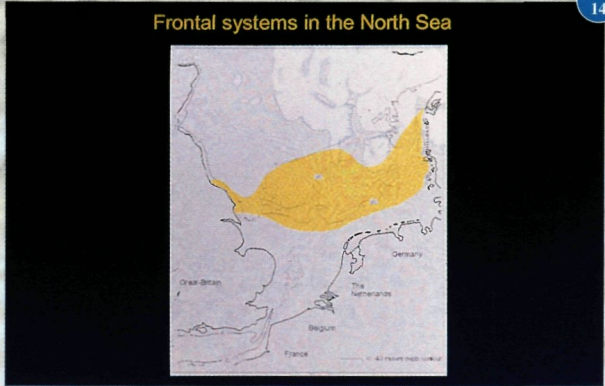 14
Frontal systems in the North Sea
Great-Britain
Germany
The
Netherlands
Belgium
France